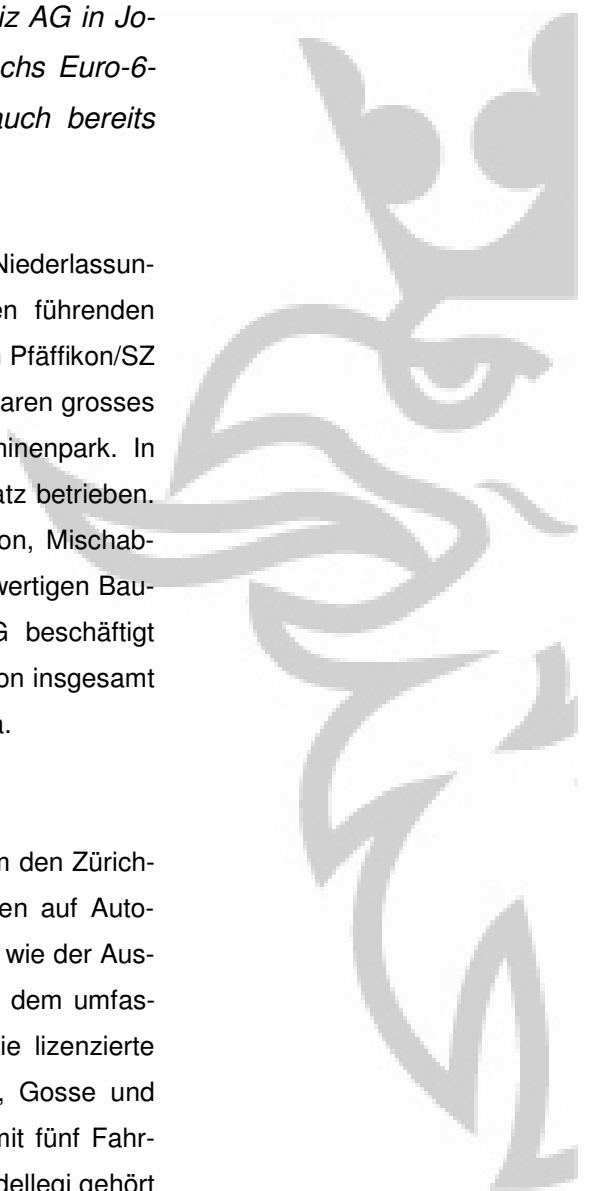 iz AG in Jo-
chs Euro-6-
auch bereits
Niederlassun-
en führenden
Pfäffikon/SZ
aren grosses
hinenpark. In
atz betrieben.
on, Mischab-
wertigen Bau-
G beschäftigt
on insgesamt
a.
m den Zürich-
en auf Auto-
wie der Aus-
dem umfas-
ie lizenzierte
, Gosse und
mit fünf Fahr-
dellegi gehört